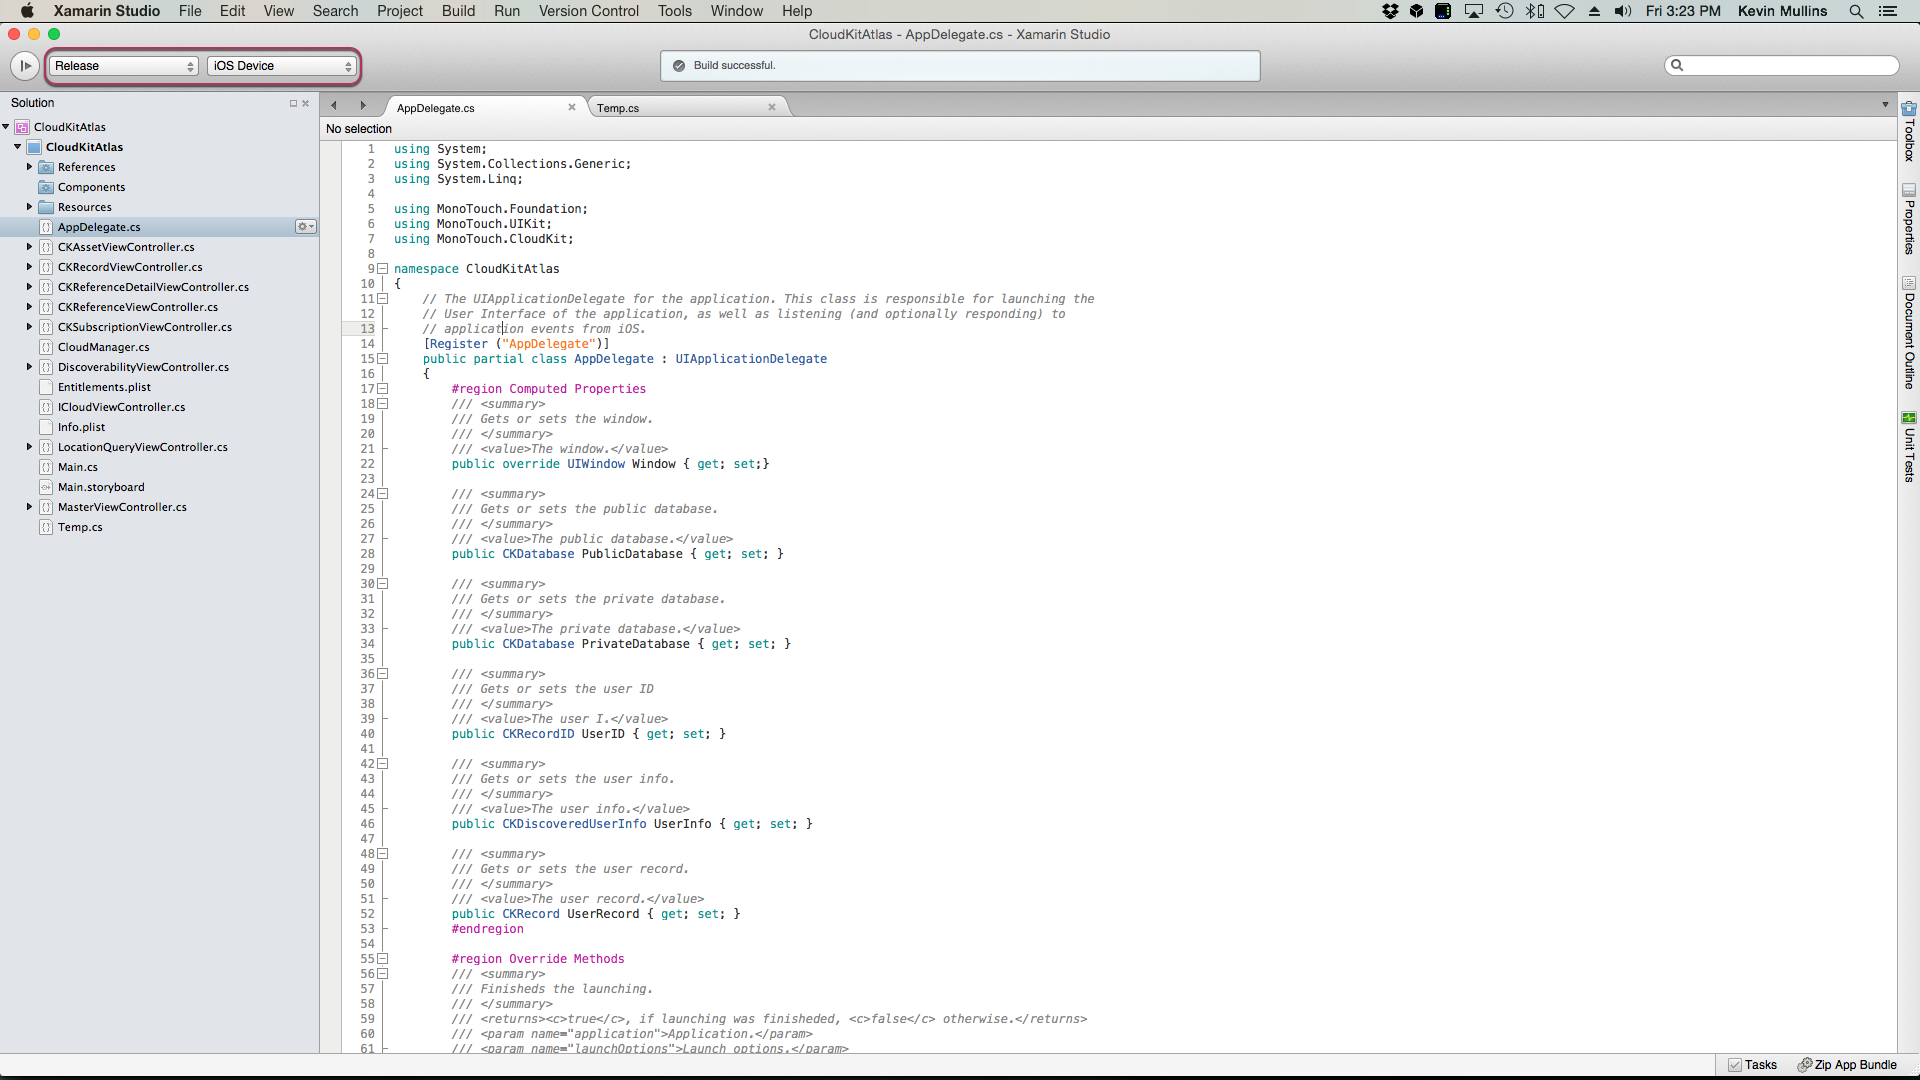 Xamarin Studio File Edit View Search Project Build Run Version Control Tools Window Help Fri 3:23 PM Kevin Mullins
CloudKitAtlas - AppDelegate.cs - Xamarin Studio
Release iOS Device Build successful.
Solution
CloudKitAtlas
CloudKitAtlas
References
Components
Resources
AppDelegate.cs
CKAssetViewController.cs
CKRecordViewController.cs
CKReferenceDetailViewController.cs
CKReferenceViewController.cs
CKSubscriptionViewController.cs
CloudManager.cs
DiscoverabilityViewController.cs
Entitlements.plist
ICloudViewController.cs
Info.plist
LocationQueryViewController.cs
Main.cs
Main.storyboard
MasterViewController.cs
Temp.cs
AppDelegate.cs Temp.cs
No selection
1 using System;
2 using System.Collections.Generic;
3 using System.Linq;
4
5 using MonoTouch.Foundation;
6 using MonoTouch.UIKit;
7 using MonoTouch.CloudKit;
8
9 namespace CloudKitAtlas
10 {
11 // The UIApplicationDelegate for the application. This class is responsible for launching the
12 // User Interface of the application, as well as listening (and optionally responding) to
13 // application events from iOS.
14 [Register ("AppDelegate")]
15 public partial class AppDelegate : UIApplicationDelegate
16 {
17 #region Computed Properties
18 /// <summary>
19 /// Gets or sets the window.
20 /// </summary>
21 /// <value>The window.</value>
22 public override UIWindow Window { get; set;}
23
24 /// <summary>
25 /// Gets or sets the public database.
26 /// </summary>
27 /// <value>The public database.</value>
28 public CKDatabase PublicDatabase { get; set; }
29
30 /// <summary>
31 /// Gets or sets the private database.
32 /// </summary>
33 /// <value>The private database.</value>
34 public CKDatabase PrivateDatabase { get; set; }
35
36 /// <summary>
37 /// Gets or sets the user ID
38 /// </summary>
39 /// <value>The user I.</value>
40 public CKRecordID UserID { get; set; }
41
42 /// <summary>
43 /// Gets or sets the user info.
44 /// </summary>
45 /// <value>The user info.</value>
46 public CKDiscoveredUserInfo UserInfo { get; set; }
47
48 /// <summary>
49 /// Gets or sets the user record.
50 /// </summary>
51 /// <value>The user record.</value>
52 public CKRecord UserRecord { get; set; }
53 #endregion
54
55 #region Override Methods
56 /// <summary>
57 /// Finisheds the launching.
58 /// </summary>
59 /// <returns><c>true</c>, if launching was finisheded, <c>false</c> otherwise.</returns>
60 /// <param name="application">Application.</param>
61 /// <param name="launchOptions">Launch options.</param>
Toolbox
Properties
Document Outline
Unit Tests
Tasks Zip App Bundle